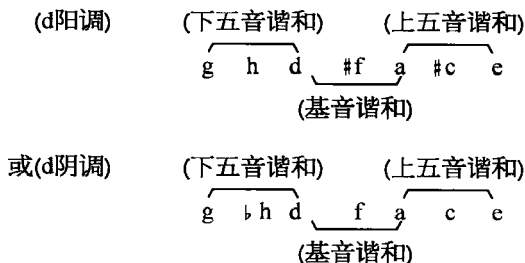 (d阳调) (下五音谐和) (上五音谐和)
g h d #f a #c e
(基音谐和)
或(d阴调) (下五音谐和) (上五音谐和)
g ♭h d f a c e
(基音谐和)